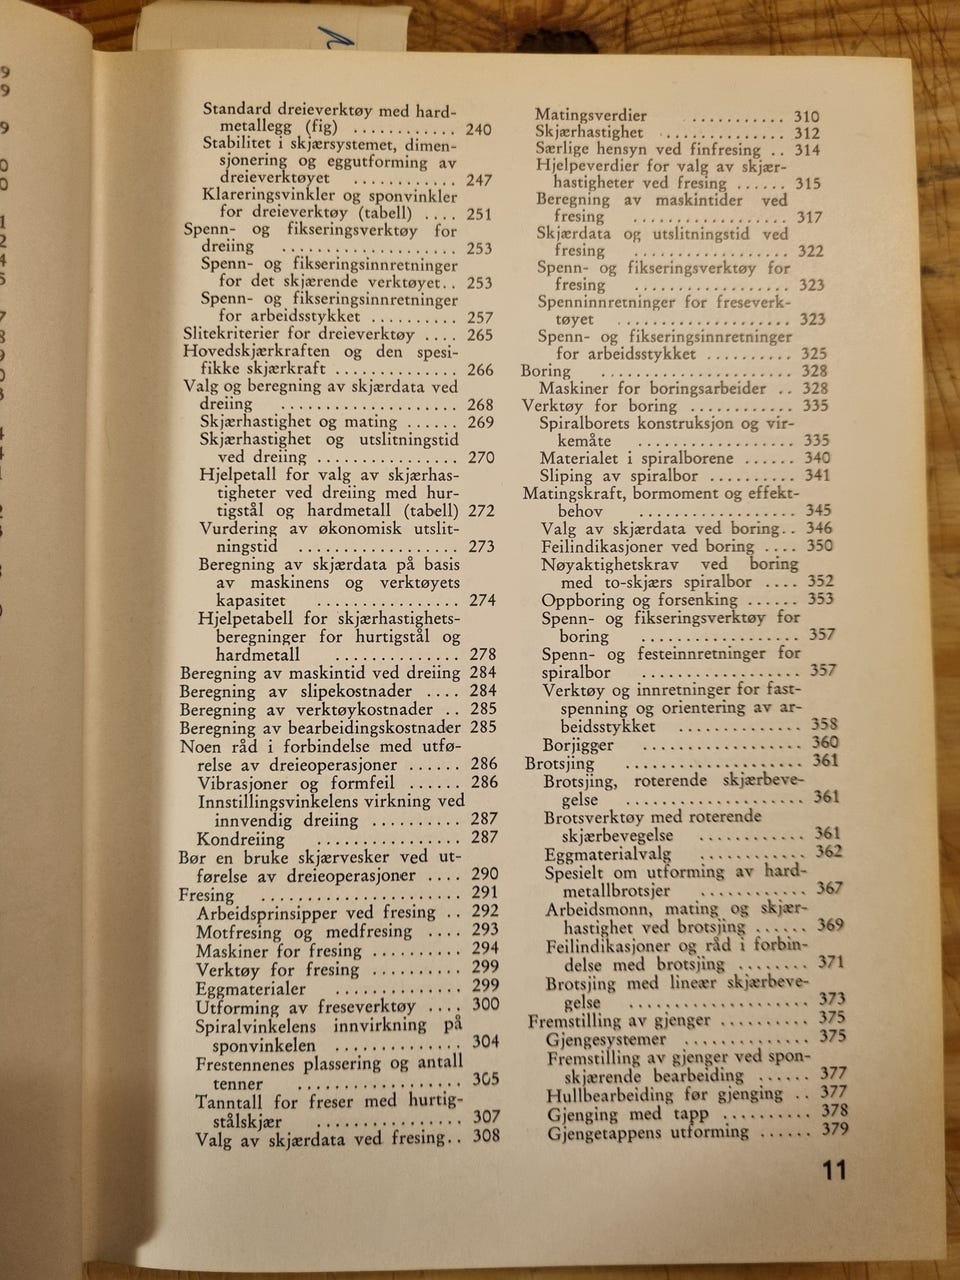 Standard dreieverktøy med hard-
metallegg (fig) ............ 240
Stabilitet i skjærsystemet, dimen-
sjonering og eggutforming av
dreieverktøyet ............ 247
Klareringsvinkler og sponvinkler
for dreieverktøy (tabell) .... 251
Spenn- og fikseringsverktøy for
dreiing .................... 253
Spenn- og fikseringsinnretninger
for det skjærende verktøyet.. 253
Spenn- og fikseringsinnretninger
for arbeidsstykket .......... 257
Slitekriterier for dreieverktøy .... 265
Hovedskjærkraften og den spesi-
fikke skjærkraft .............. 266
Valg og beregning av skjærdata ved
dreiing .................... 268
Skjærhastighet og mating ...... 269
Skjærhastighet og utslitningstid
ved dreiing ................ 270
Hjelpetall for valg av skjærhas-
tigheter ved dreiing med hur-
tigstål og hardmetall (tabell) 272
Vurdering av økonomisk utslit-
ningstid .................. 273
Beregning av skjærdata på basis
av maskinens og verktøyets
kapasitet ................ 274
Hjelpetabell for skjærhastighets-
beregninger for hurtigstål og
hardmetall .............. 278
Beregning av maskintid ved dreiing 284
Beregning av slipekostnader .... 284
Beregning av verktøykostnader .. 285
Beregning av bearbeidingskostnader 285
Noen råd i forbindelse med utfø-
relse av dreieoperasjoner ...... 286
Vibrasjoner og formfeil ...... 286
Innstillingsvinkelens virkning ved
innvendig dreiing .......... 287
Kondreiing ................ 287
Bør en bruke skjærvesker ved ut-
førelse av dreieoperasjoner .... 290
Fresing ...................... 291
Arbeidsprinsipper ved fresing .. 292
Motfresing og medfresing .... 293
Maskiner for fresing .......... 294
Verktøy for fresing .......... 299
Eggmaterialer .............. 299
Utforming av freseverktøy .... 300
Spiralvinkelens innvirkning på
sponvinkelen .............. 304
Frestennenes plassering og antall
tenner .................. 305
Tanntall for freser med hurtig-
stålskjær ................ 307
Valg av skjærdata ved fresing.. 308
Matingsverdier ........... 310
Skjærhastighet .............. 312
Særlige hensyn ved finfresing .. 314
Hjelpeverdier for valg av skjær-
hastigheter ved fresing ...... 315
Beregning av maskintider ved
fresing .................. 317
Skjærdata og utslitningstid ved
fresing .................. 322
Spenn- og fikseringsverktøy for
fresing .................. 323
Spenninnretninger for freseverk-
tøyet .................... 323
Spenn- og fikseringsinnretninger
for arbeidsstykket .......... 325
Boring ...................... 328
Maskiner for boringsarbeider .. 328
Verktøy for boring ............ 335
Spiralborets konstruksjon og vir-
kemåte .................. 335
Materialet i spiralborene ...... 340
Sliping av spiralbor .......... 341
Matingskraft, bormoment og effekt-
behov .................. 345
Valg av skjærdata ved boring.. 346
Feilindikasjoner ved boring .... 350
Nøyaktighetskrav ved boring
med to-skjærs spiralbor .... 352
Oppboring og forsenking ...... 353
Spenn- og fikseringsverktøy for
boring .................. 357
Spenn- og festeinnretninger for
spiralbor .................. 357
Verktøy og innretninger for fast-
spenning og orientering av ar-
beidsstykket .............. 358
Borjigger .................. 360
Brotsjing .................... 361
Brotsjing, roterende skjærbeve-
gelse .................... 361
Brotsverktøy med roterende
skjærbevegelse ............ 361
Eggmaterialvalg ............ 362
Spesielt om utforming av hard-
metallbrotsjer ............ 367
Arbeidsmonn, mating og skjær-
hastighet ved brotsjing ...... 369
Feilindikasjoner og råd i forbin-
delse med brotsjing ........ 371
Brotsjing med lineær skjærbeve-
gelse .................... 373
Fremstilling av gjenger .......... 375
Gjengesystemer .............. 375
Fremstilling av gjenger ved spon-
skjærende bearbeiding ...... 377
Hullbearbeiding før gjenging .. 377
Gjenging med tapp .......... 378
Gjengetappens utforming ...... 379
11